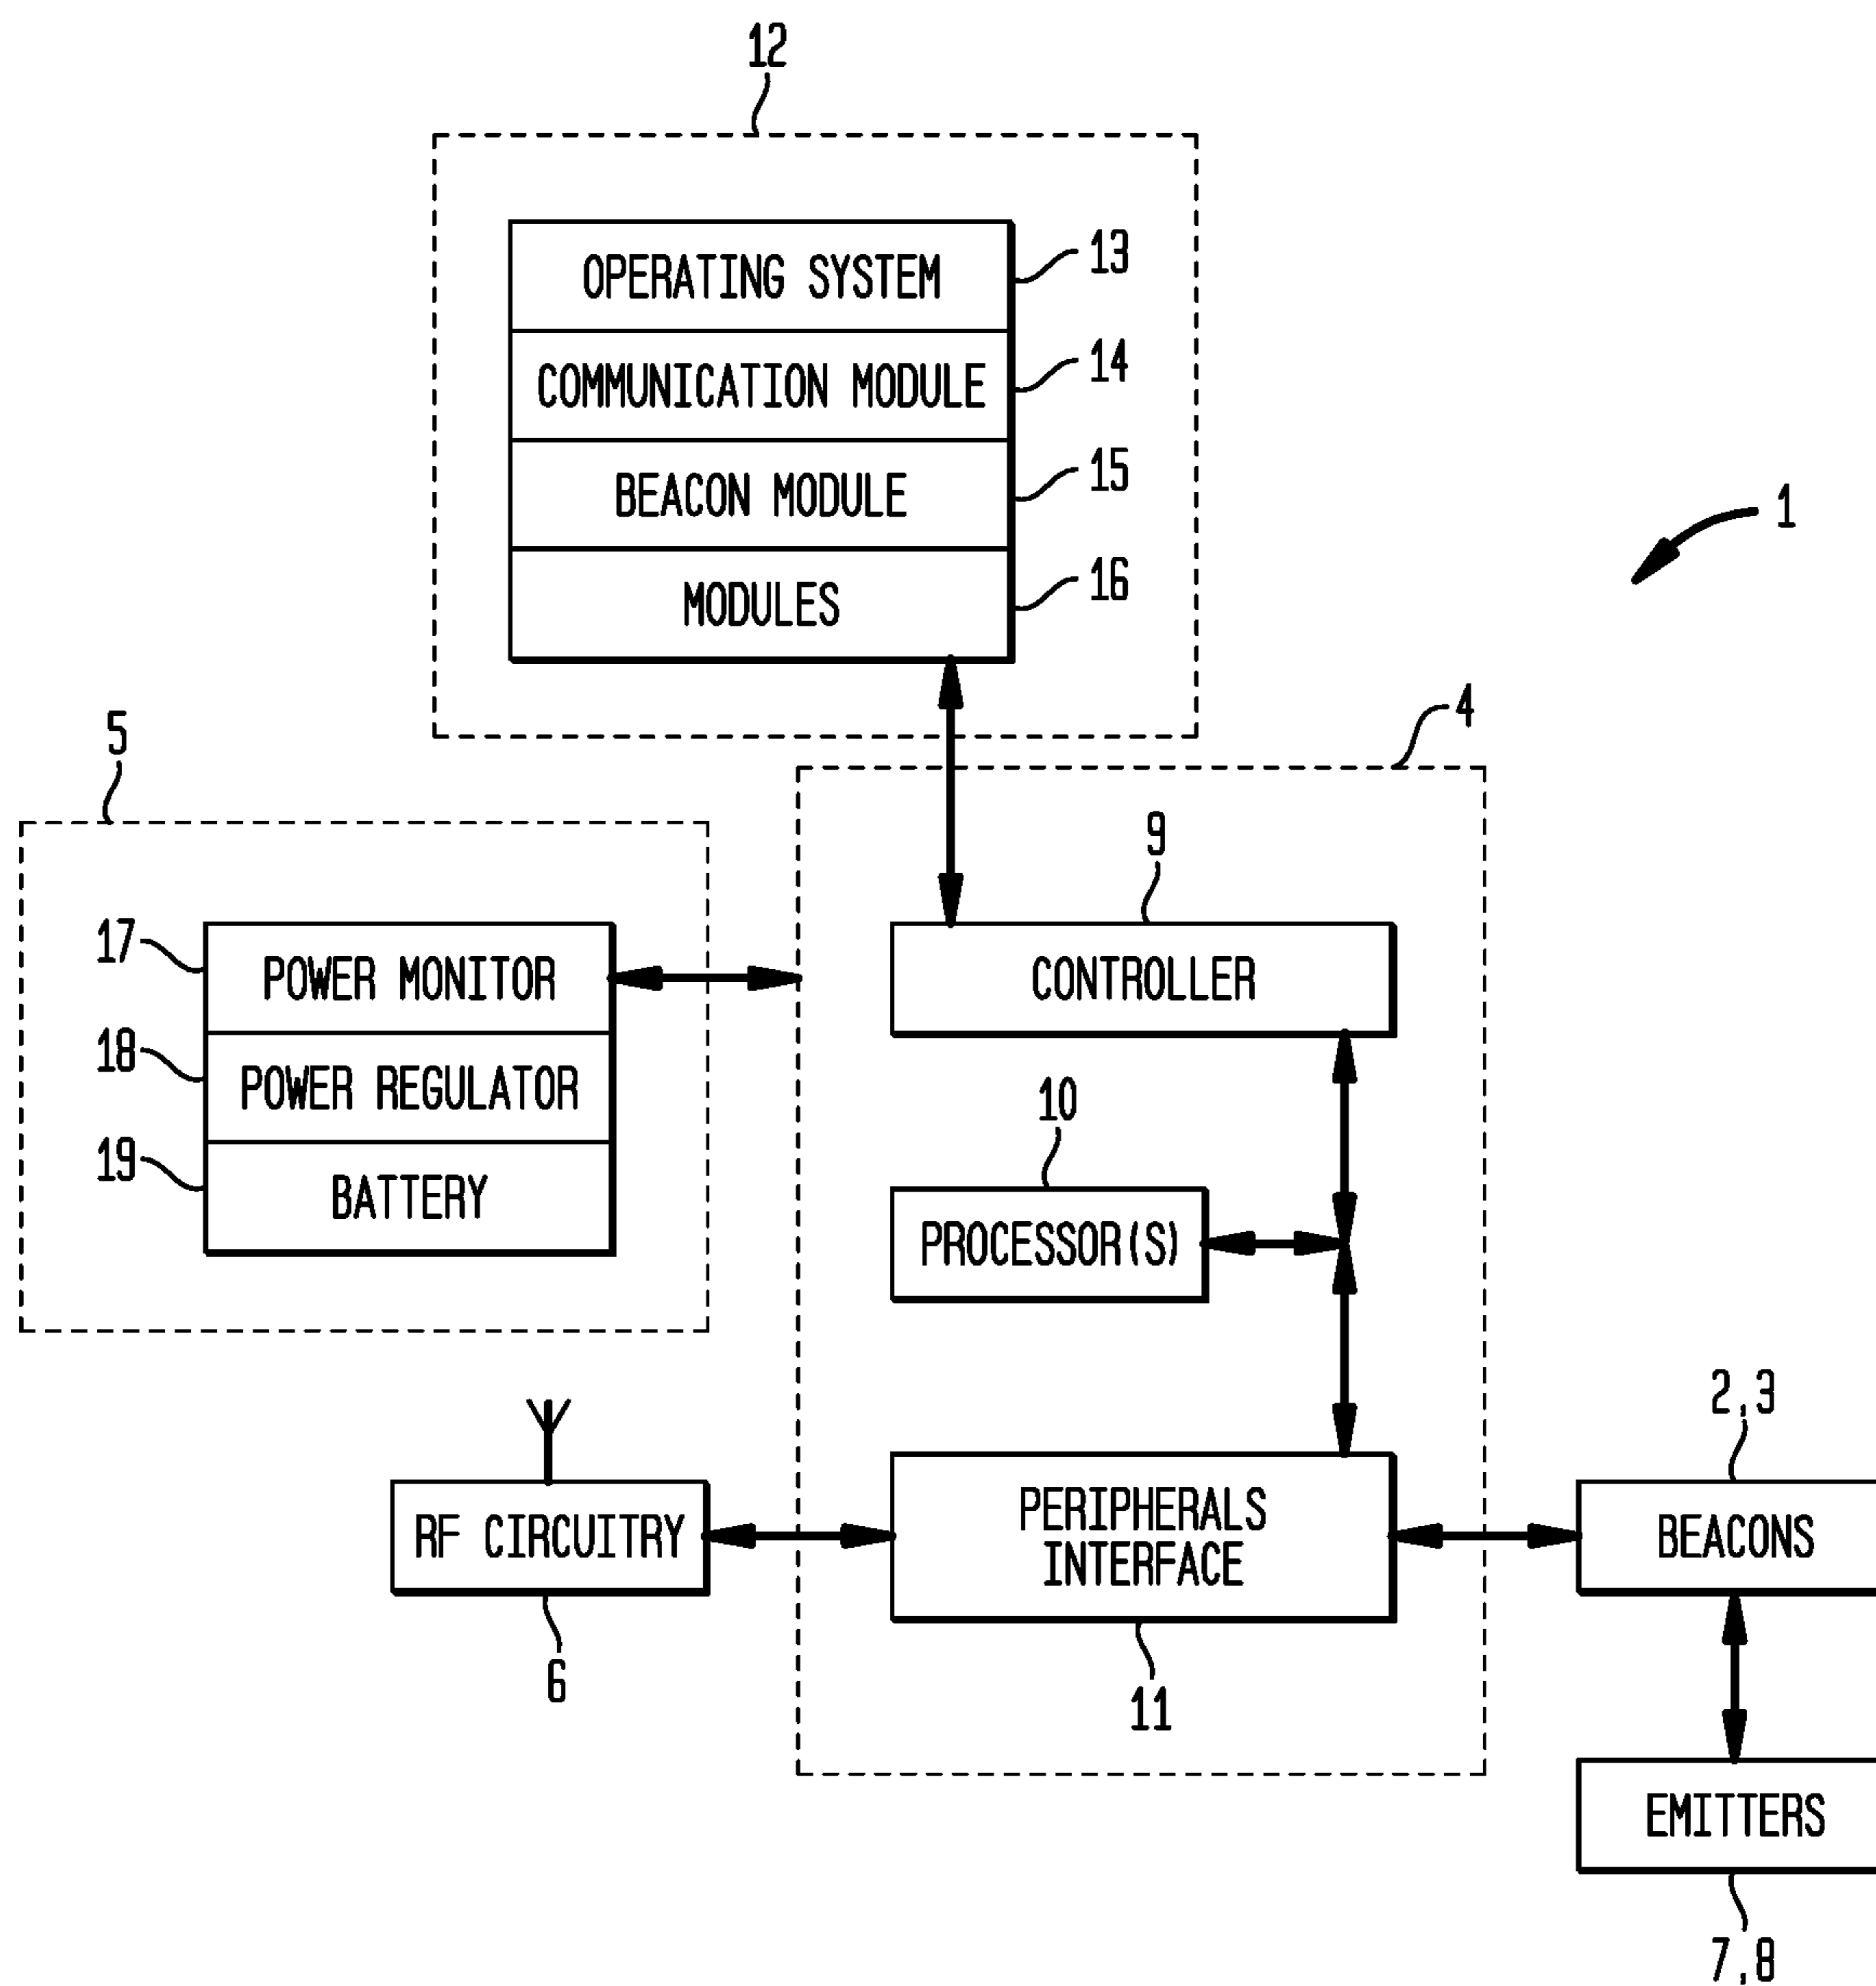 12
OPERATING SYSTEM
13
COMMUNICATION MODULE
14
BEACON MODULE
15
MODULES
16
1
4
5
9
17
POWER MONITOR
CONTROLLER
18
POWER REGULATOR
10
19
BATTERY
PROCESSOR(S)
2,3
RF CIRCUITRY
PERIPHERALS
INTERFACE
BEACONS
6
11
EMITTERS
7,8